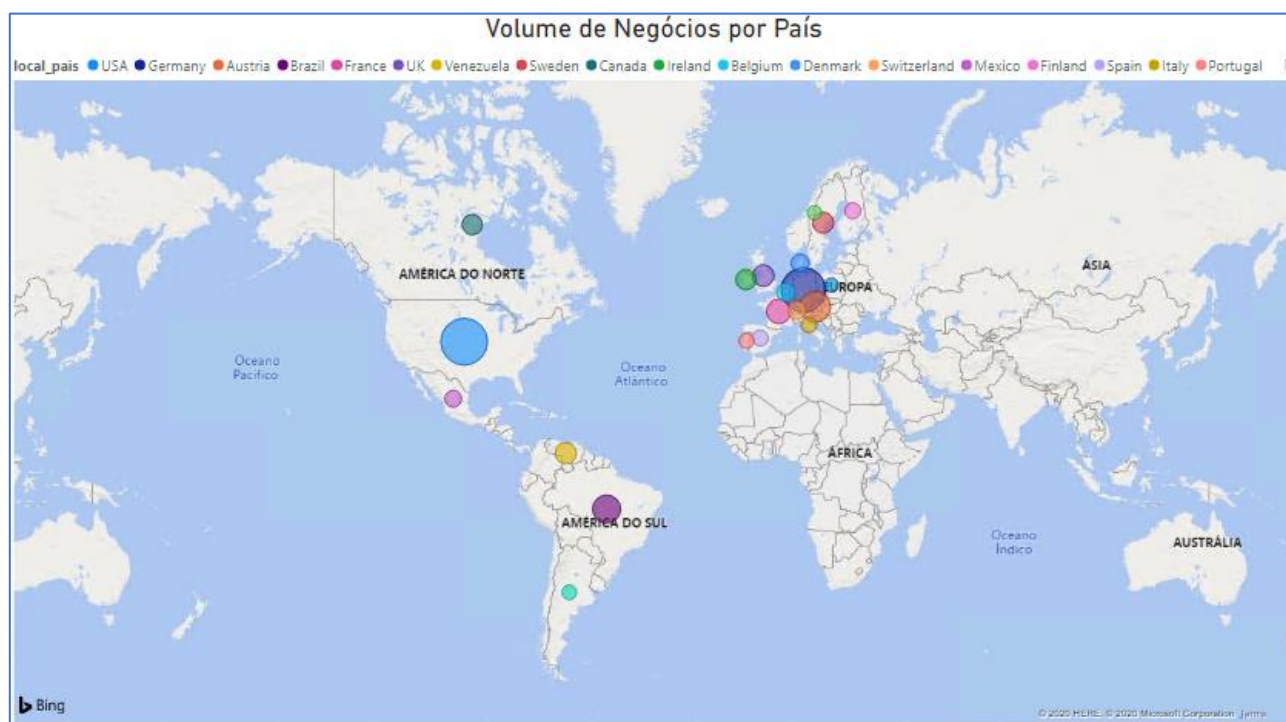 Volume de Negócios por País
local_pais USA Germany Austria Brazil France UK Venezuela Sweden Canada Ireland Belgium Denmark Switzerland Mexico Finland Spain Italy Portugal
AMÉRICA DO NORTE
EUROPA
ÁSIA
Oceano
Pacífico
Oceano
Atlântico
ÁFRICA
AMÉRICA DO SUL
Oceano
Índico
AUSTRÁLIA
Bing
© 2020 HERE, © 2020 Microsoft Corporation Terms